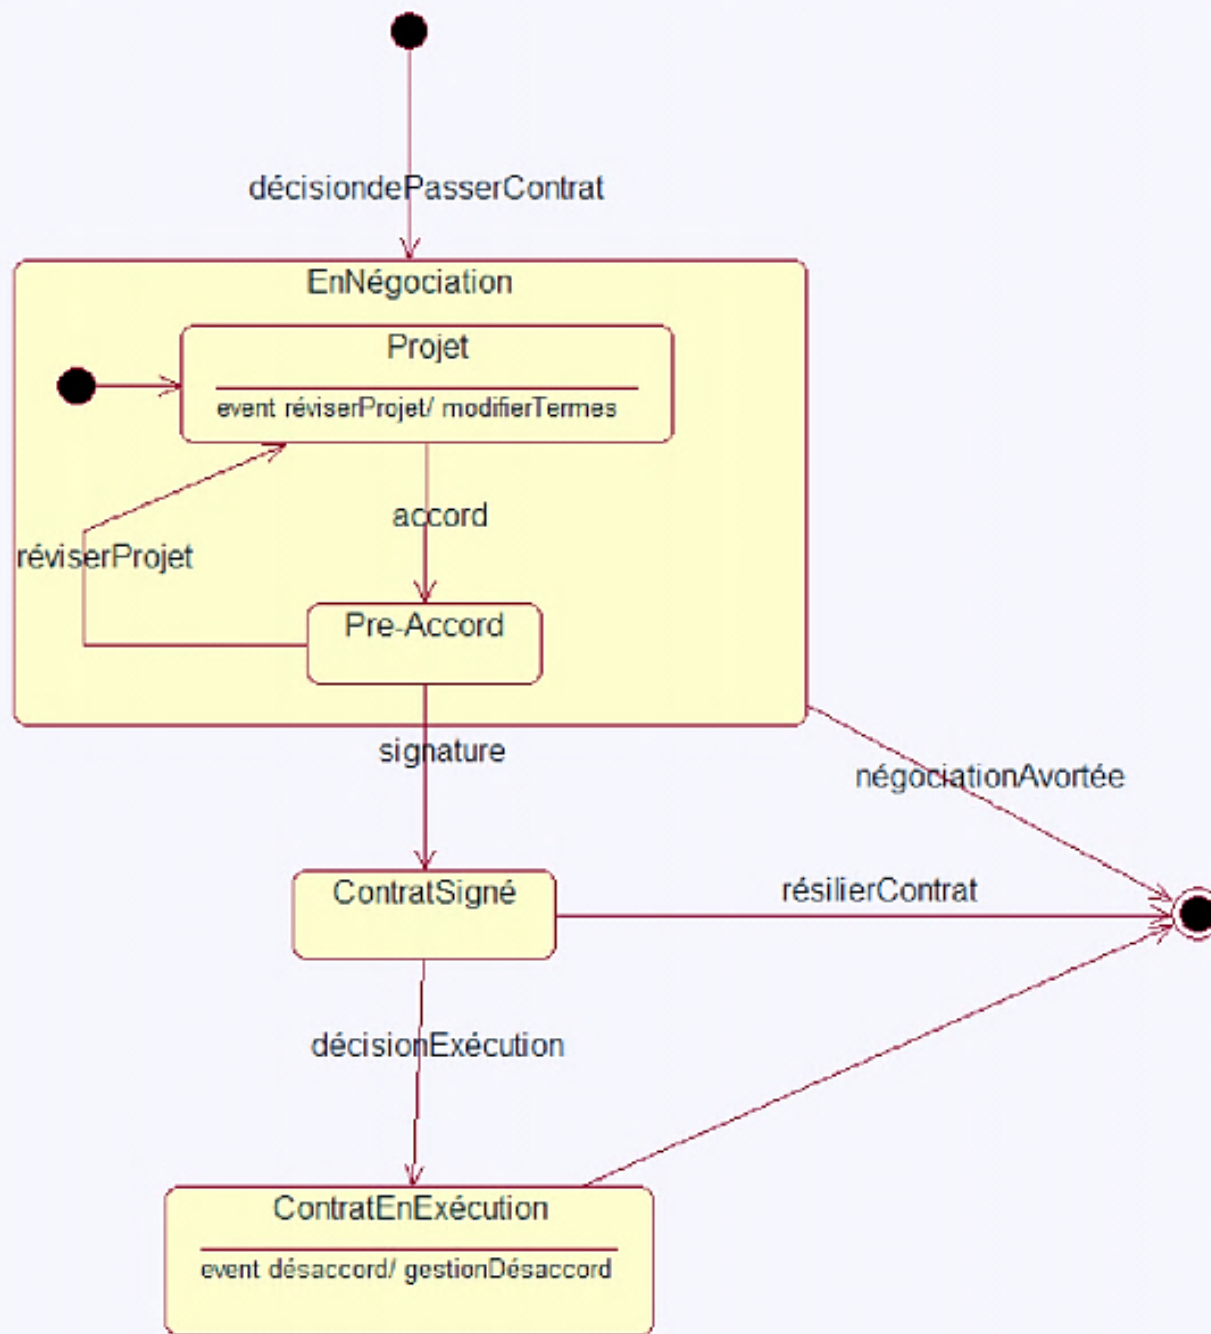 décisiondePasserContrat
EnNégociation
Projet
event réviserProjet/ modifierTermes
accord
réviserProjet
Pre-Accord
signature
négociationAvortée
ContratSigné
résilierContrat
décisionExécution
ContratEnExécution
event désaccord/ gestionDésaccord